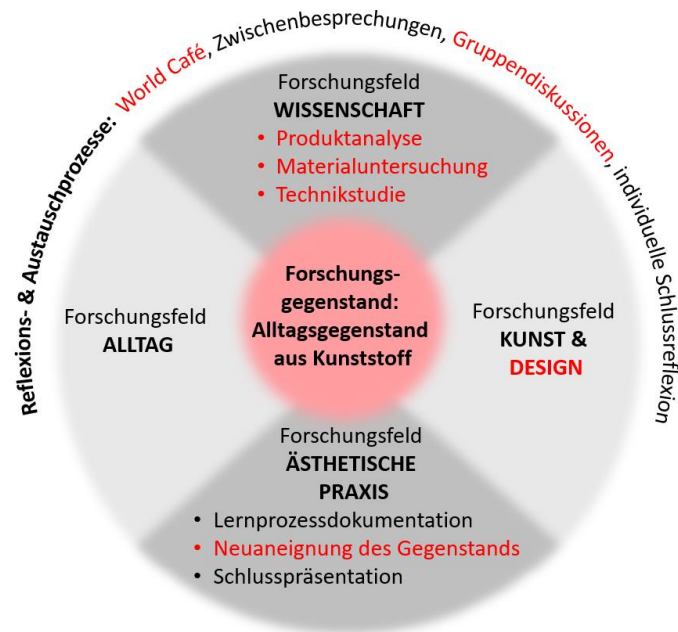 Reflexions- & Austauschprozesse: World Café, Zwischenbesprechungen, Gruppendiskussionen, individuelle Schlussreflexion
Forschungsfeld
WISSENSCHAFT
• Produktanalyse
• Materialuntersuchung
• Technikstudie
Forschungsfeld
ALLTAG
Forschungs-
gegenstand:
Alltagsgegenstand
aus Kunststoff
Forschungsfeld
KUNST &
DESIGN
Forschungsfeld
ÄSTHETISCHE
PRAXIS
• Lernprozessdokumentation
• Neuaneignung des Gegenstands
• Schlusspräsentation